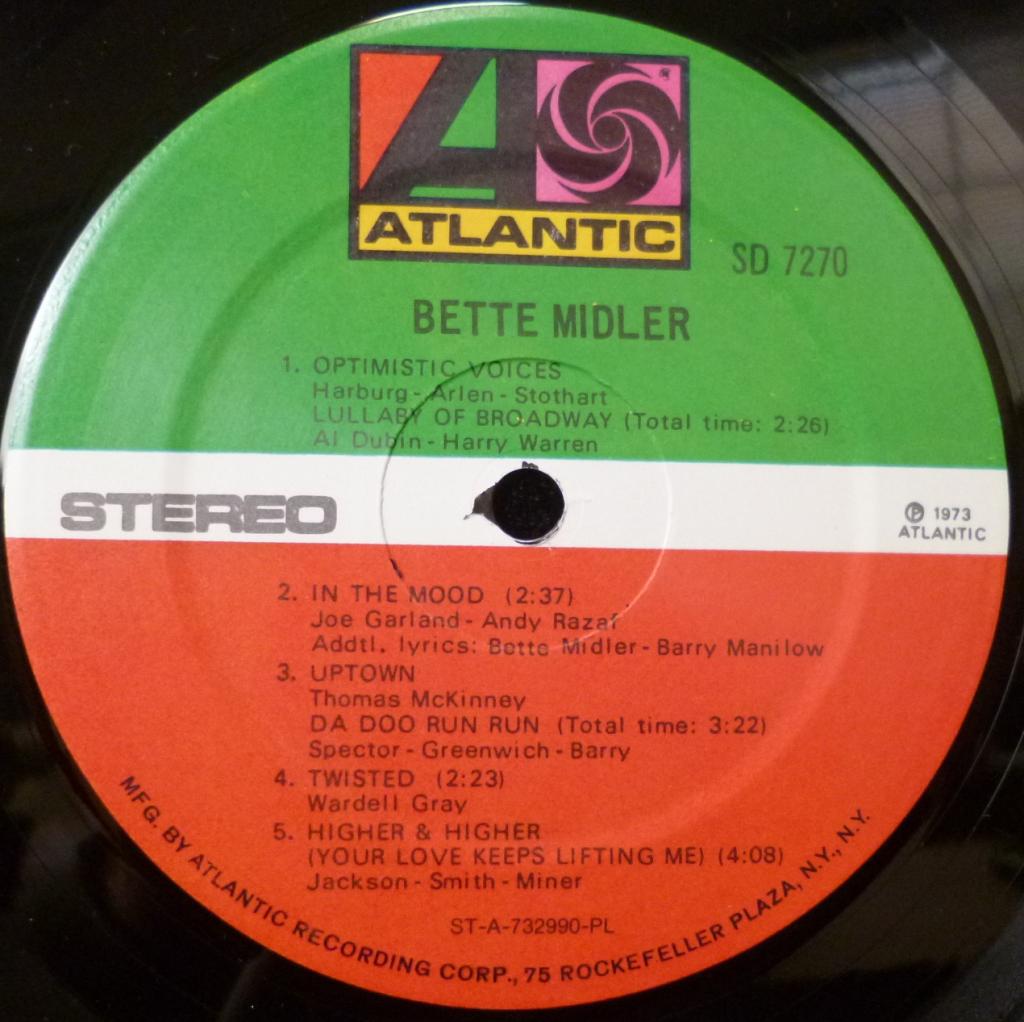 ATLANTIC
SD 7270
BETTE MIDLER
1. OPTIMISTIC VOICES
Harburg - Arlen - Stothart
LULLABY OF BROADWAY (Total time: 2:26)
Al Dubin - Harry Warren
STEREO
Ⓟ 1973
ATLANTIC
2. IN THE MOOD (2:37)
Joe Garland - Andy Razaf
Addtl. lyrics: Bette Midler - Barry Manilow
3. UPTOWN
Thomas McKinney
DA DOO RUN RUN (Total time: 3:22)
Spector - Greenwich - Barry
4. TWISTED (2:23)
Wardell Gray
5. HIGHER & HIGHER
(YOUR LOVE KEEPS LIFTING ME) (4:08)
Jackson - Smith - Miner
ST-A-732990-PL
MFG. BY ATLANTIC RECORDING CORP., 75 ROCKEFELLER PLAZA, N.Y., N.Y.